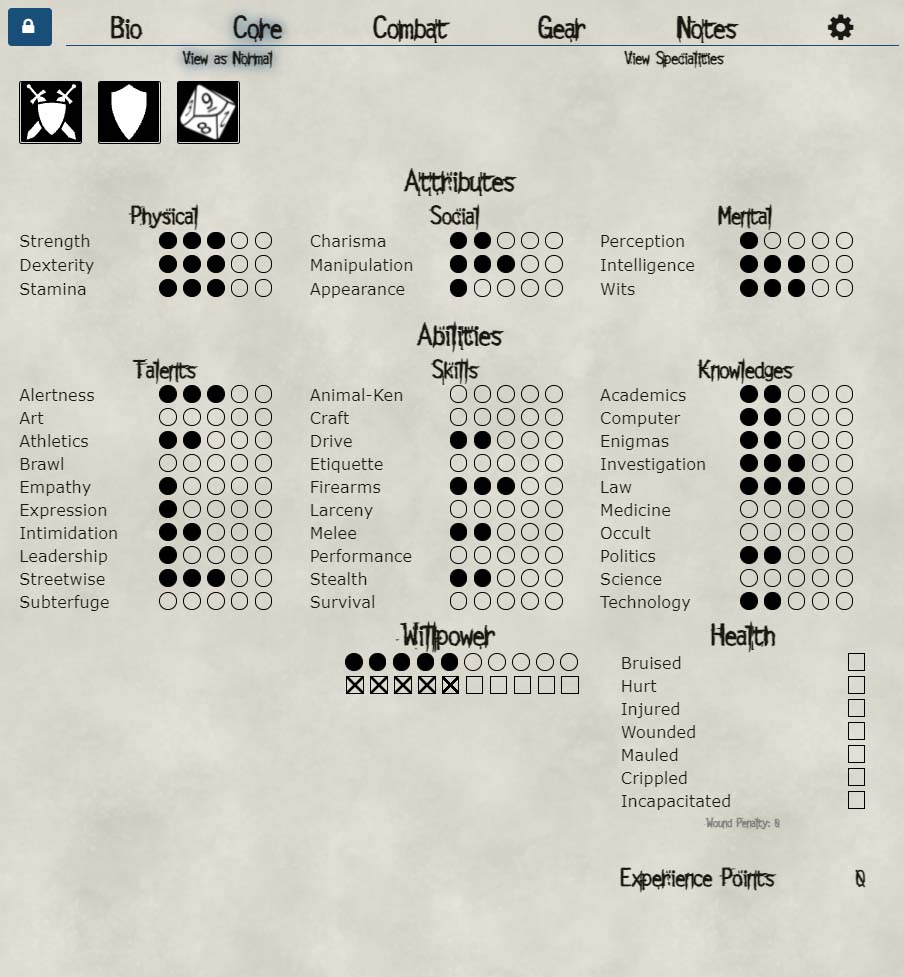 Bio Core Combat Gear Notes
View as Normal View Specialities
9 8
Attributes
Physical Social Mental
Strength Charisma Perception
Dexterity Manipulation Intelligence
Stamina Appearance Wits
Abilities
Talents Skills Knowledges
Alertness Animal-Ken Academics
Art Craft Computer
Athletics Drive Enigmas
Brawl Etiquette Investigation
Empathy Firearms Law
Expression Larceny Medicine
Intimidation Melee Occult
Leadership Performance Politics
Streetwise Stealth Science
Subterfuge Survival Technology
Willpower Health
Bruised
Hurt
Injured
Wounded
Mauled
Crippled
Incapacitated
Wound Penalty: 0
Experience Points 0